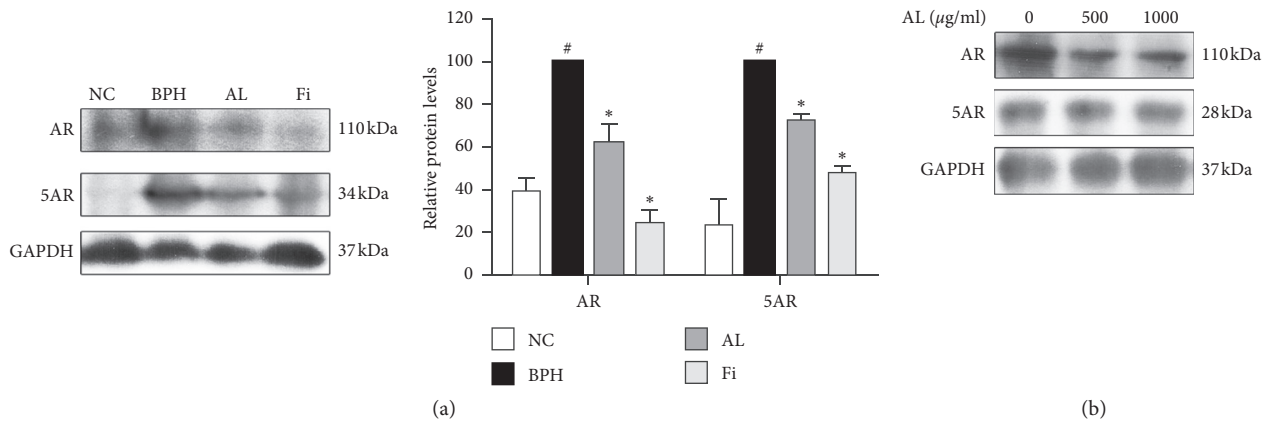 NC BPH AL Fi
AR 110 kDa
5AR 34 kDa
GAPDH 37 kDa
Relative protein levels
120
100
80
60
40
20
0
# * * # * *
AR 5AR
NC AL
BPH Fi
(a)
AL (μg/ml) 0 500 1000
AR 110 kDa
5AR 28 kDa
GAPDH 37 kDa
(b)